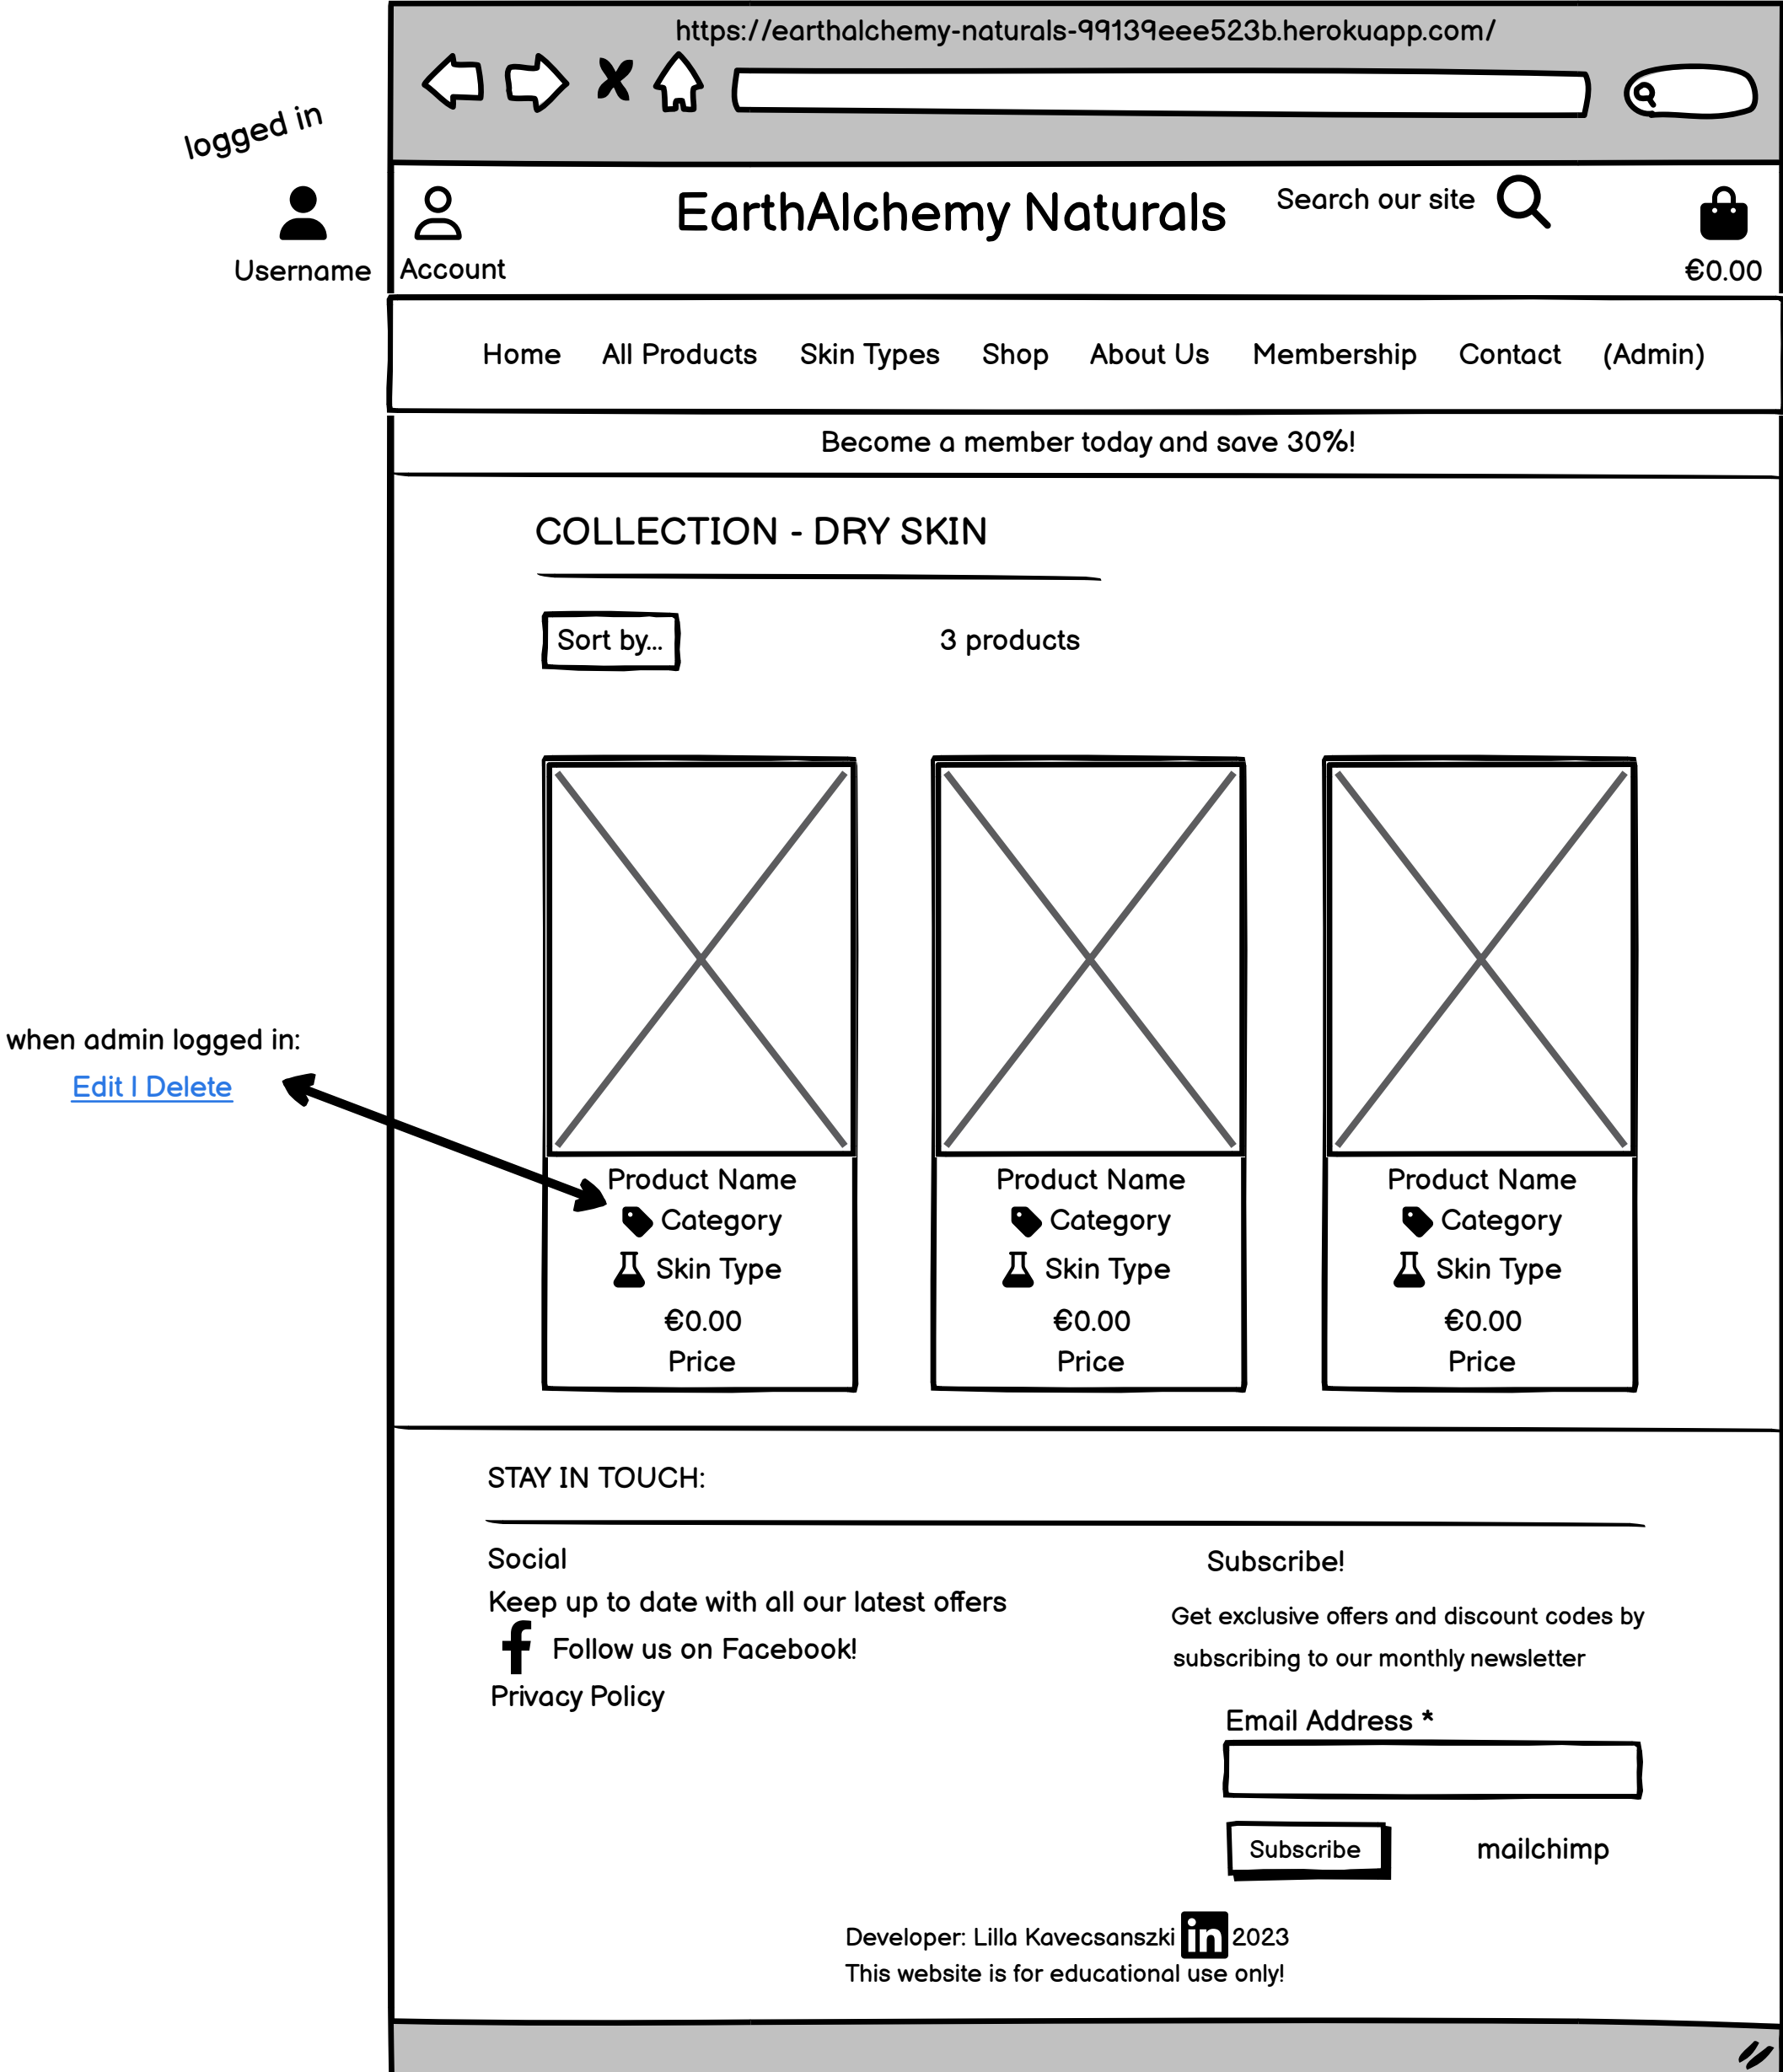 https://earthalchemy-naturals-99139eee523b.herokuapp.com/
logged in
Username
Account
EarthAlchemy Naturals
Search our site
€0.00
Home All Products Skin Types Shop About Us Membership Contact (Admin)
Become a member today and save 30%!
COLLECTION - DRY SKIN
Sort by...
3 products
when admin logged in:
Edit | Delete
Product Name
Category
Skin Type
€0.00
Price
Product Name
Category
Skin Type
€0.00
Price
Product Name
Category
Skin Type
€0.00
Price
STAY IN TOUCH:
Social
Keep up to date with all our latest offers
Follow us on Facebook!
Privacy Policy
Subscribe!
Get exclusive offers and discount codes by
subscribing to our monthly newsletter
Email Address *
Subscribe
mailchimp
Developer: Lilla Kavecsanszki in 2023
This website is for educational use only!